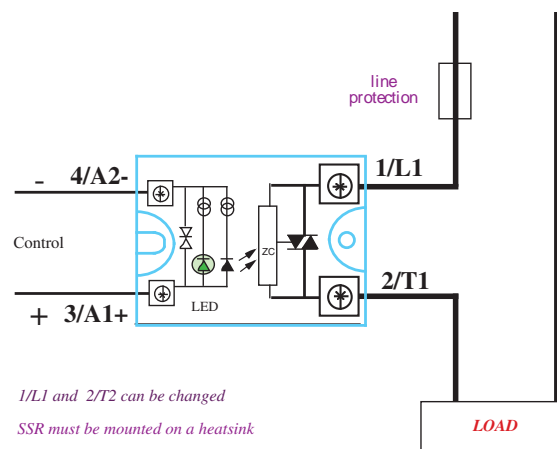 line
protection
1/L1
- 4/A2-
Control
ZC
2/T1
+ 3/A1+
LED
1/L1 and 2/T2 can be changed
SSR must be mounted on a heatsink
LOAD